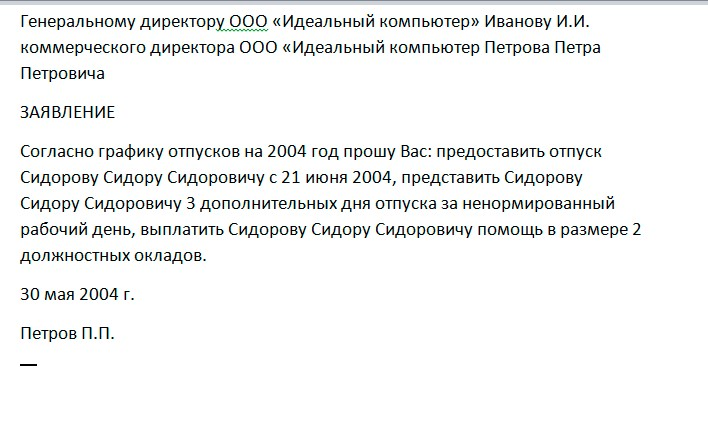 Генеральному директору ООО «Идеальный компьютер» Иванову И.И.
коммерческого директора ООО «Идеальный компьютер Петрова Петра
Петровича
ЗАЯВЛЕНИЕ
Согласно графику отпусков на 2004 год прошу Вас: предоставить отпуск
Сидорову Сидору Сидоровичу с 21 июня 2004, представить Сидорову
Сидору Сидоровичу 3 дополнительных дня отпуска за ненормированный
рабочий день, выплатить Сидорову Сидору Сидоровичу помощь в размере 2
должностных окладов.
30 мая 2004 г.
Петров П.П.